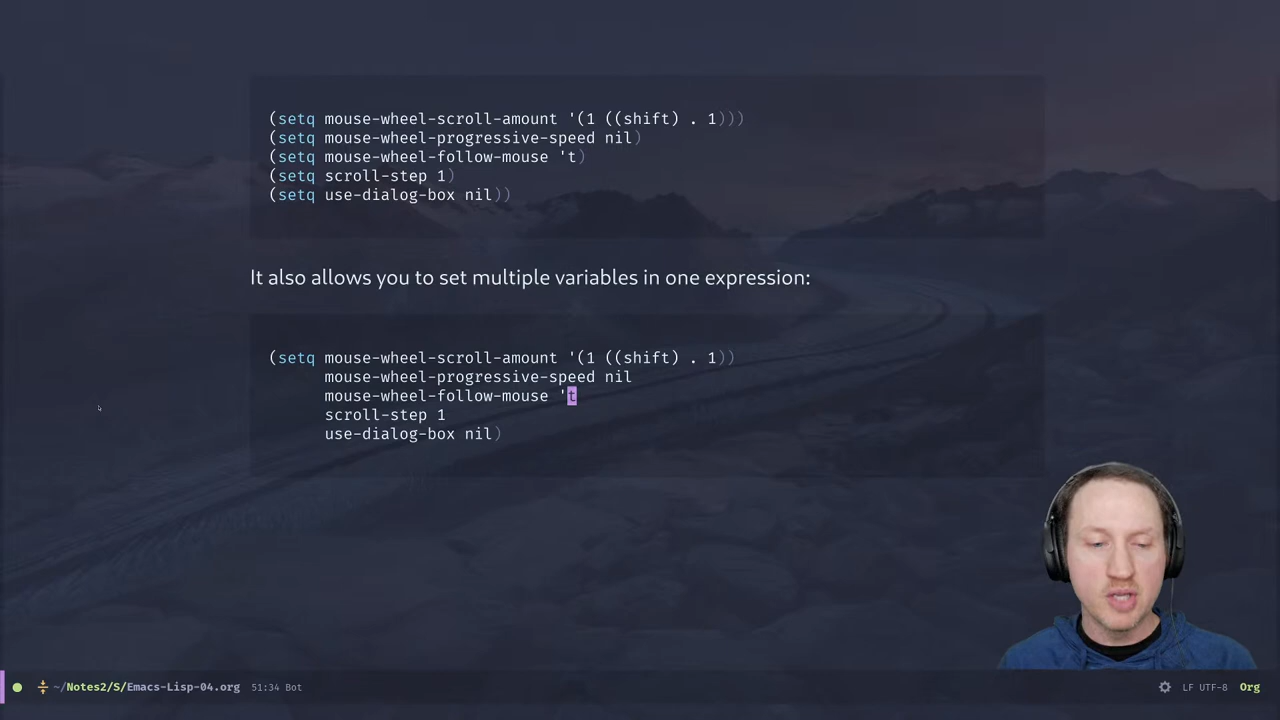 (setq mouse-wheel-scroll-amount '(1 ((shift) . 1)))
(setq mouse-wheel-progressive-speed nil)
(setq mouse-wheel-follow-mouse 't)
(setq scroll-step 1)
(setq use-dialog-box nil))
It also allows you to set multiple variables in one expression:
(setq mouse-wheel-scroll-amount '(1 ((shift) . 1))
mouse-wheel-progressive-speed nil
mouse-wheel-follow-mouse 't
scroll-step 1
use-dialog-box nil)
~/Notes2/S/Emacs-Lisp-04.org 51:34 Bot LF UTF-8 Org